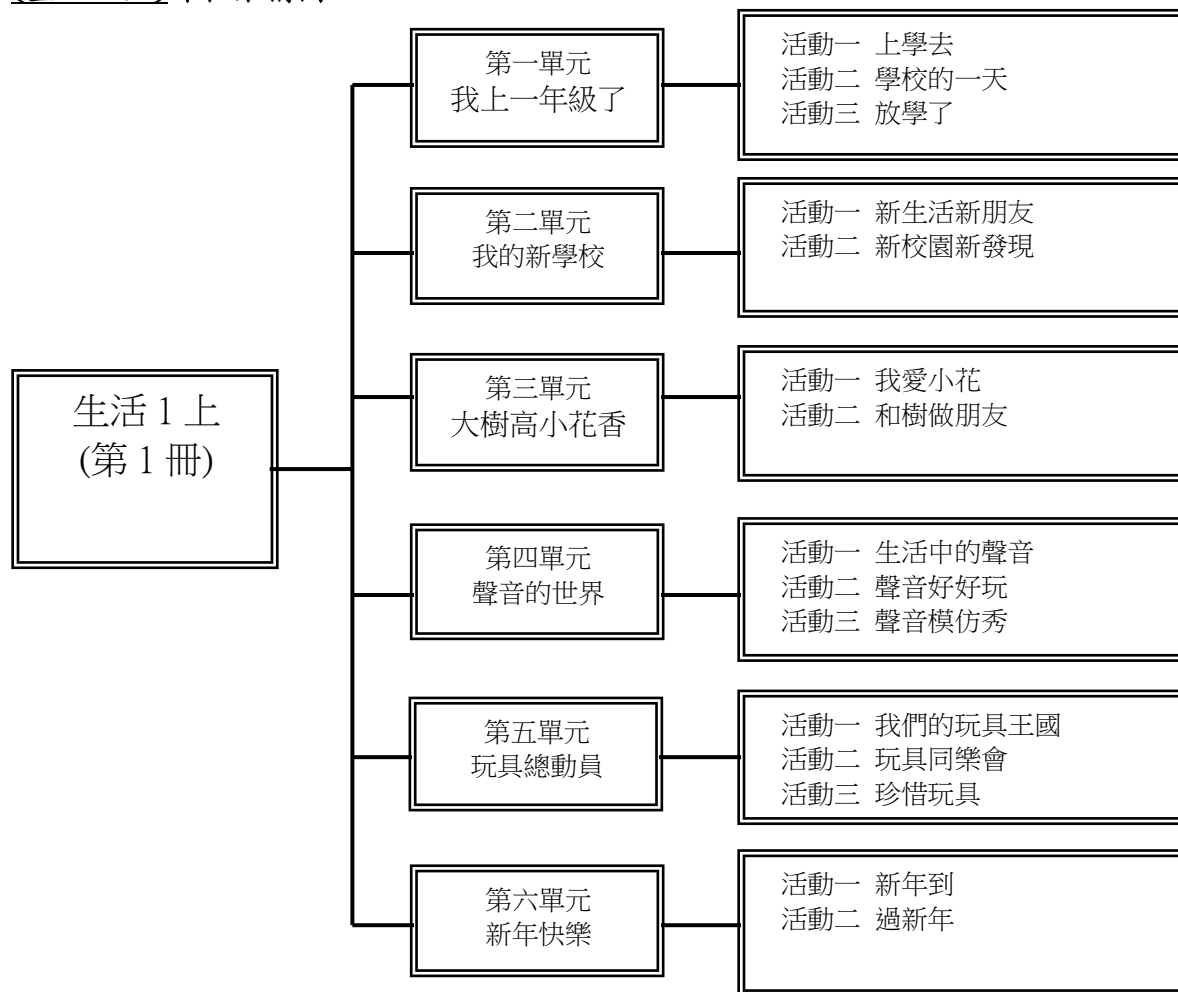 生活1上
(第1冊)
第一單元
我上一年級了
活動一 上學去
活動二 學校的一天
活動三 放學了
第二單元
我的新學校
活動一 新生活新朋友
活動二 新校園新發現
第三單元
大樹高小花香
活動一 我愛小花
活動二 和樹做朋友
第四單元
聲音的世界
活動一 生活中的聲音
活動二 聲音好好玩
活動三 聲音模仿秀
第五單元
玩具總動員
活動一 我們的玩具王國
活動二 玩具同樂會
活動三 珍惜玩具
第六單元
新年快樂
活動一 新年到
活動二 過新年